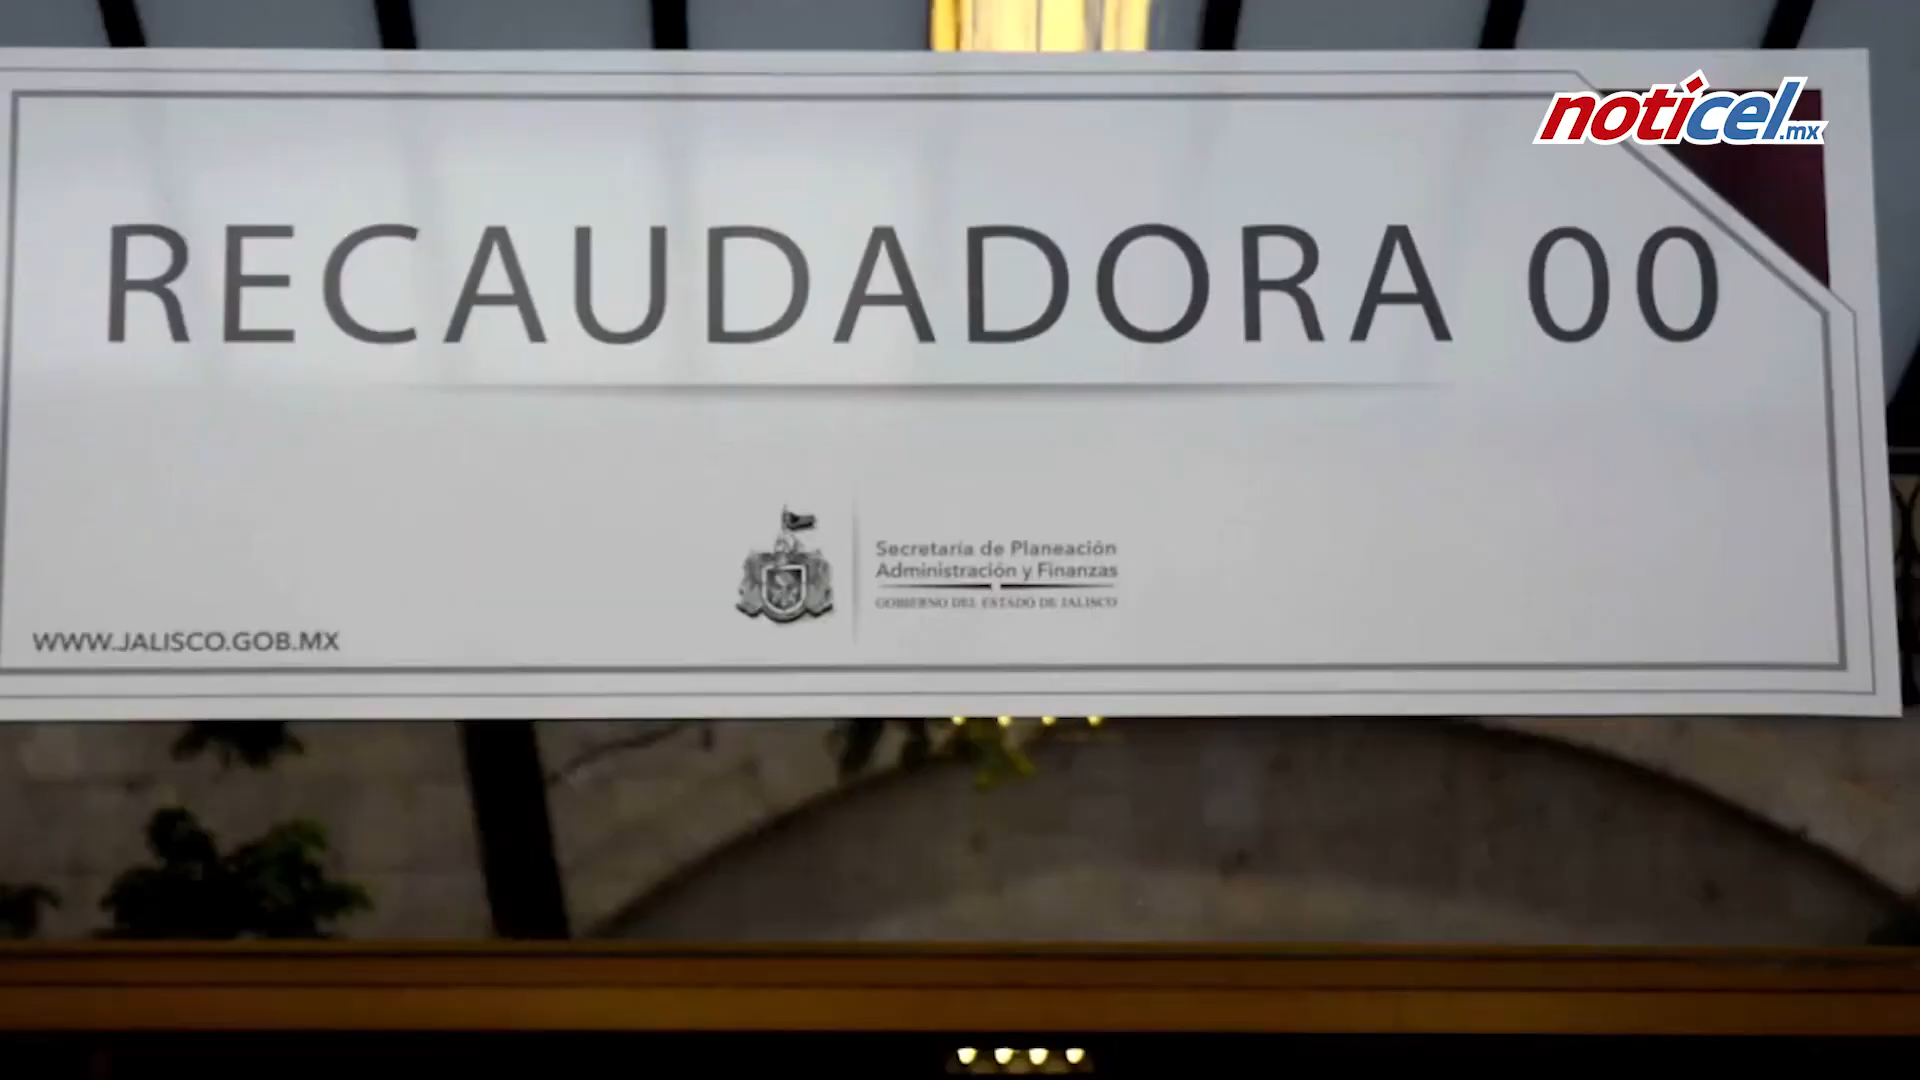 noticel.mx
RECAUDADORA 00
Secretaría de Planeación
Administración y Finanzas
GOBIERNO DEL ESTADO DE JALISCO
WWW.JALISCO.GOB.MX